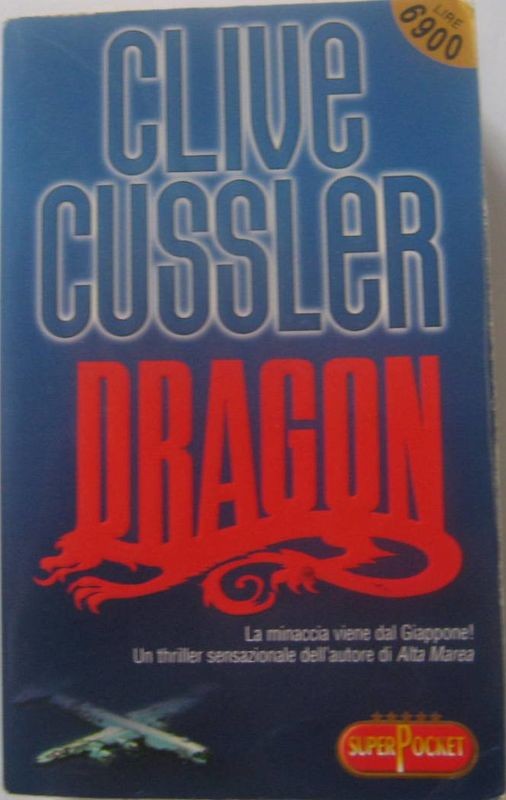 LIRE
6900
CLIVE
CUSSLER
DRAGON
La minaccia viene dal Giappone!
Un thriller sensazionale dell'autore di Alta Marea
SUPERPOCKET